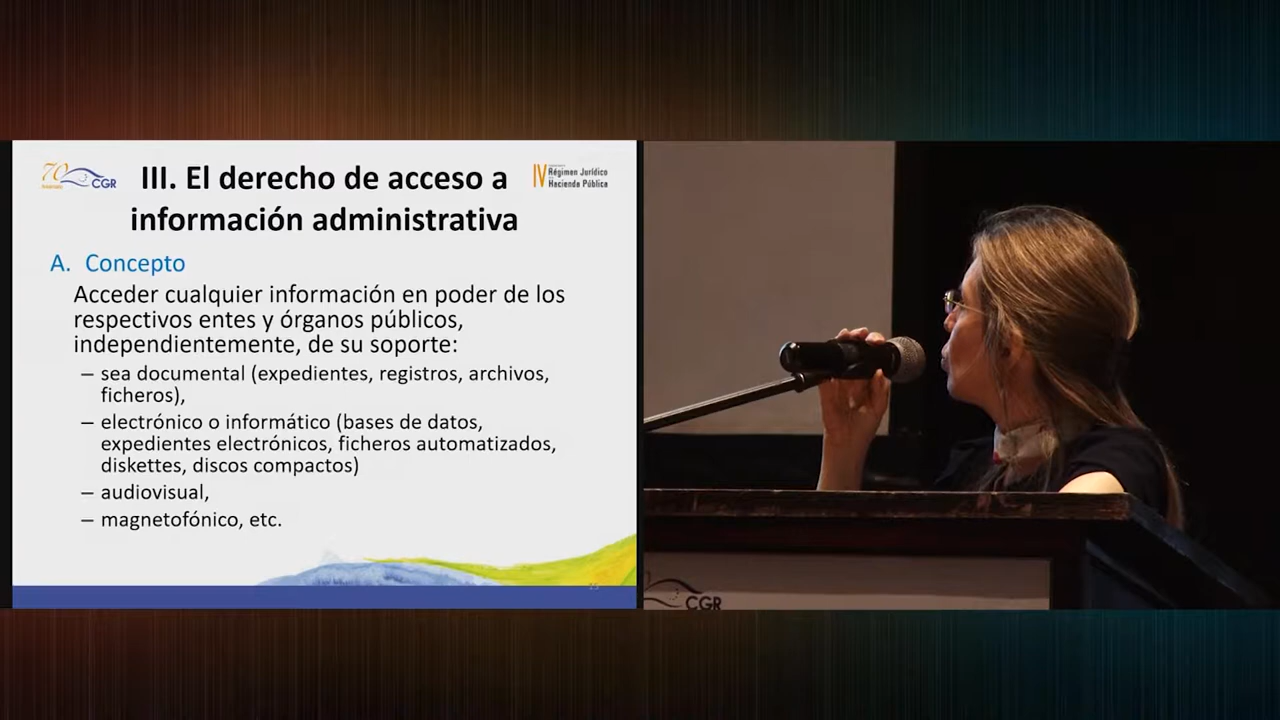 70
CGR
III. El derecho de acceso a
información administrativa
IV
Régimen Jurídico
Hacienda Pública
A. Concepto
Acceder cualquier información en poder de los
respectivos entes y órganos públicos,
independientemente, de su soporte:
– sea documental (expedientes, registros, archivos,
ficheros),
– electrónico o informático (bases de datos,
expedientes electrónicos, ficheros automatizados,
diskettes, discos compactos)
– audiovisual,
– magnetofónico, etc.
CGR